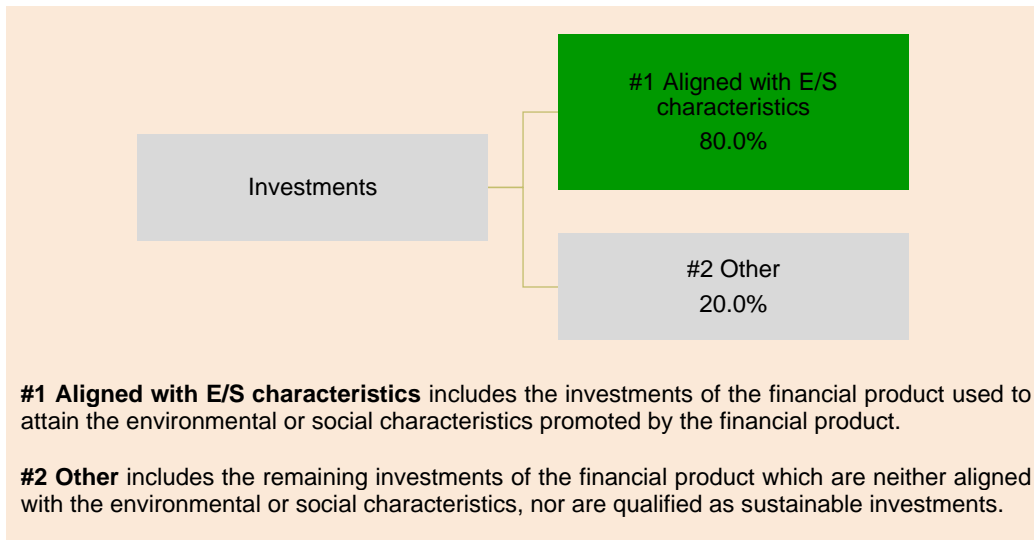 #1 Aligned with E/S
characteristics
80.0%
Investments
#2 Other
20.0%
#1 Aligned with E/S characteristics includes the investments of the financial product used to
attain the environmental or social characteristics promoted by the financial product.
#2 Other includes the remaining investments of the financial product which are neither aligned
with the environmental or social characteristics, nor are qualified as sustainable investments.